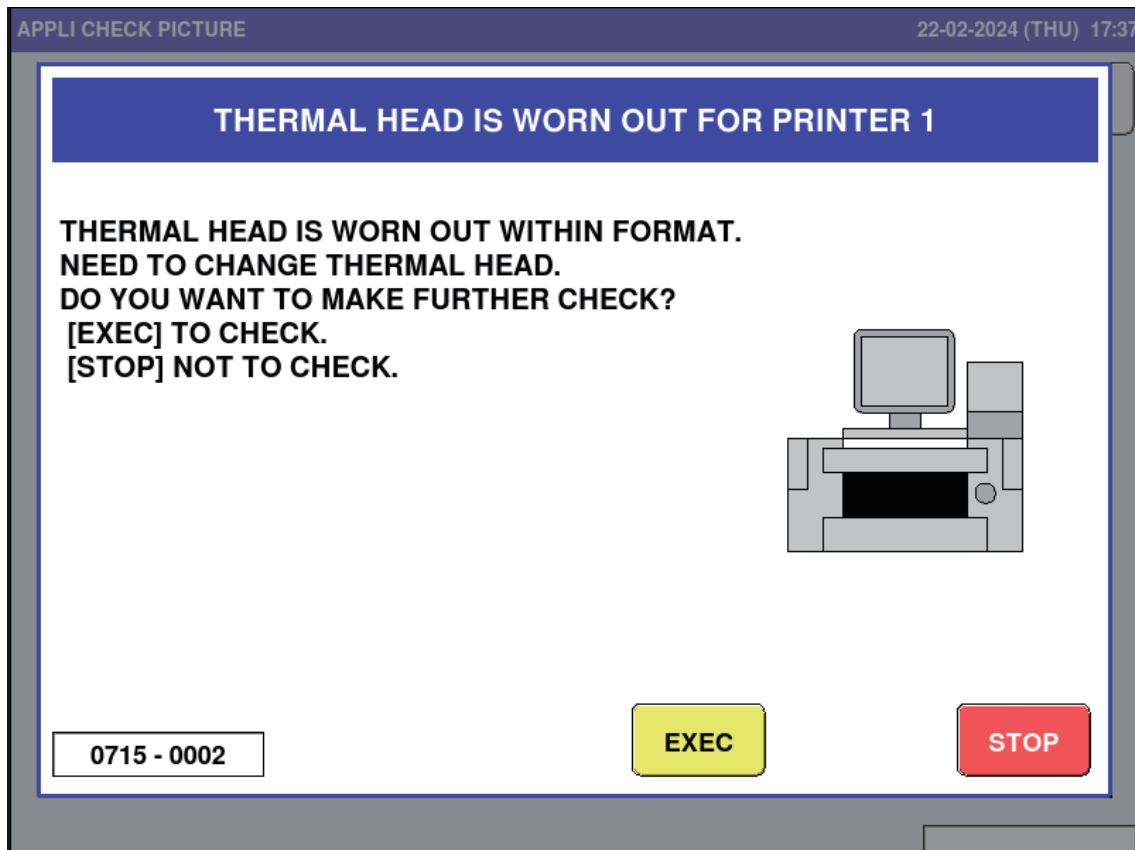 APPLI CHECK PICTURE 22-02-2024 (THU) 17:37
THERMAL HEAD IS WORN OUT FOR PRINTER 1
THERMAL HEAD IS WORN OUT WITHIN FORMAT.
NEED TO CHANGE THERMAL HEAD.
DO YOU WANT TO MAKE FURTHER CHECK?
[EXEC] TO CHECK.
[STOP] NOT TO CHECK.
0715 - 0002
EXEC
STOP